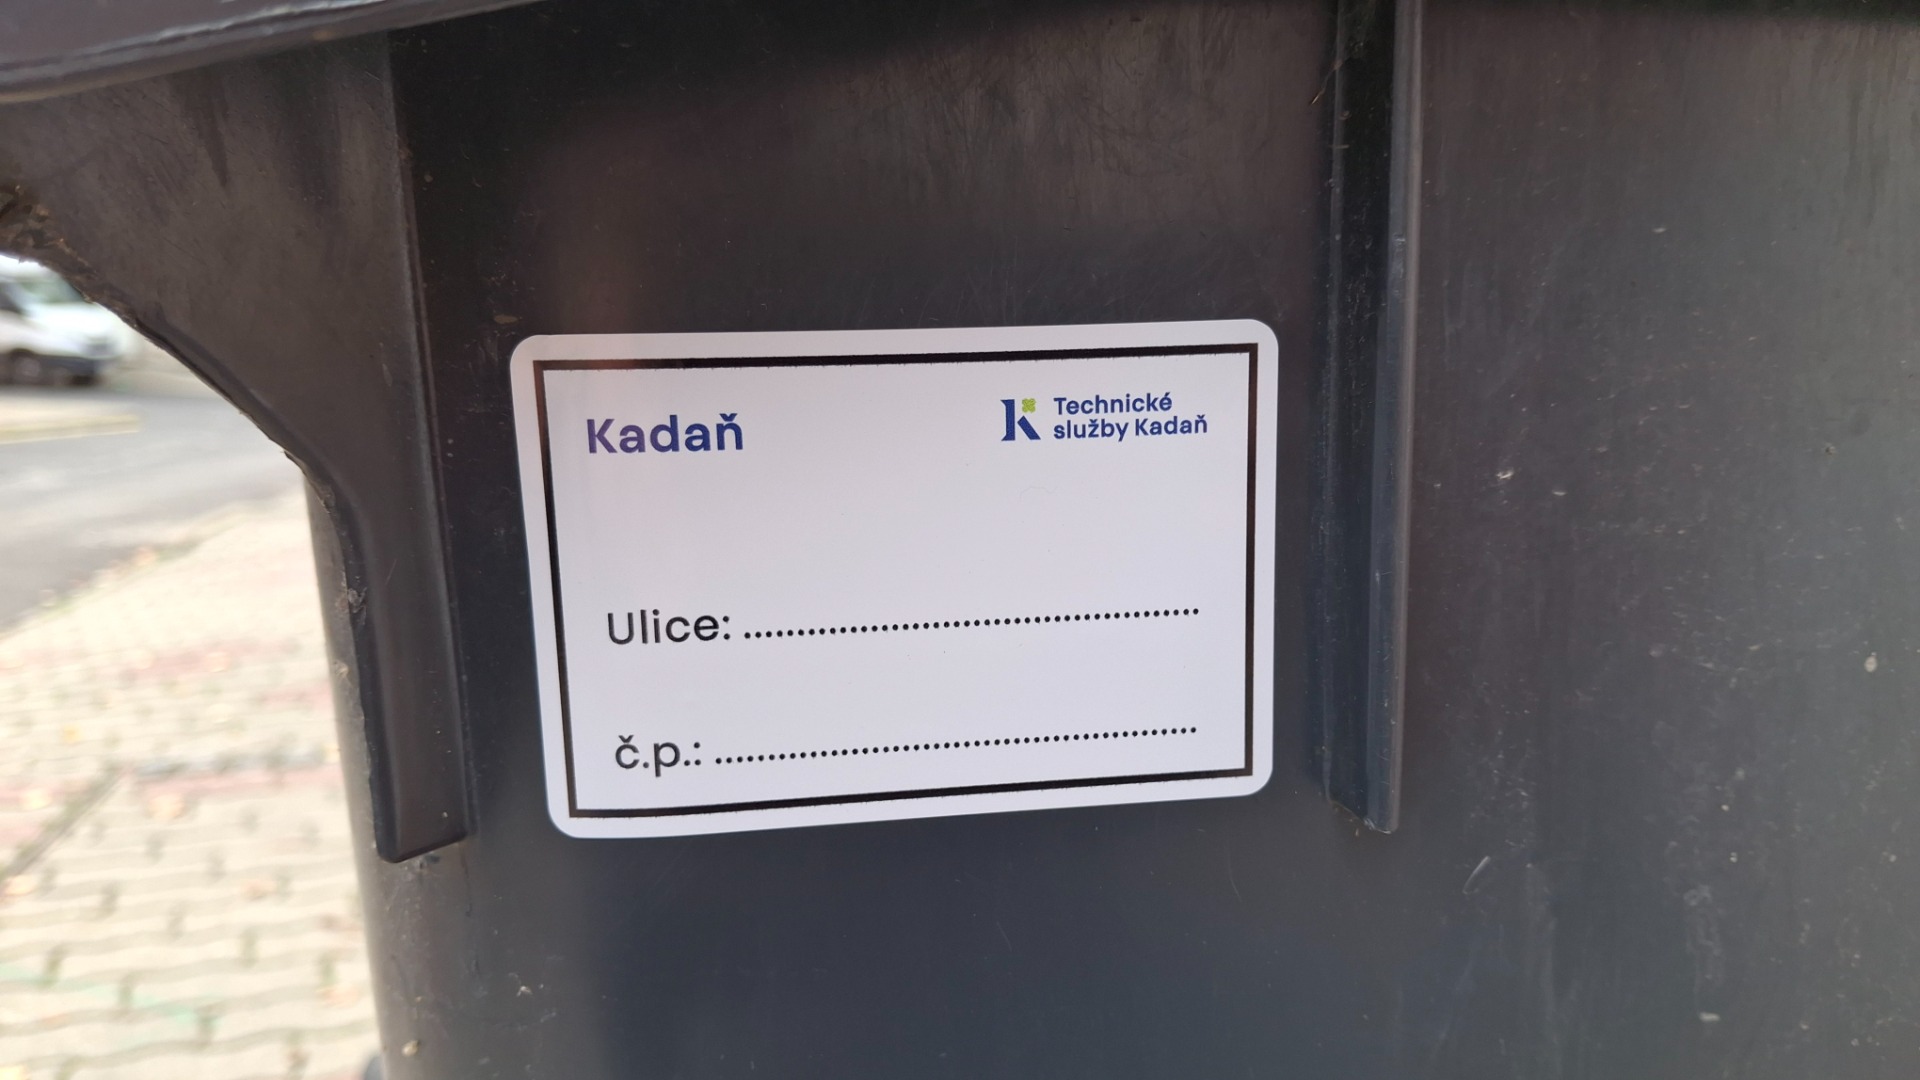 Kadaň
Technické
služby Kadaň
Ulice: ............................................
č.p.: ..............................................